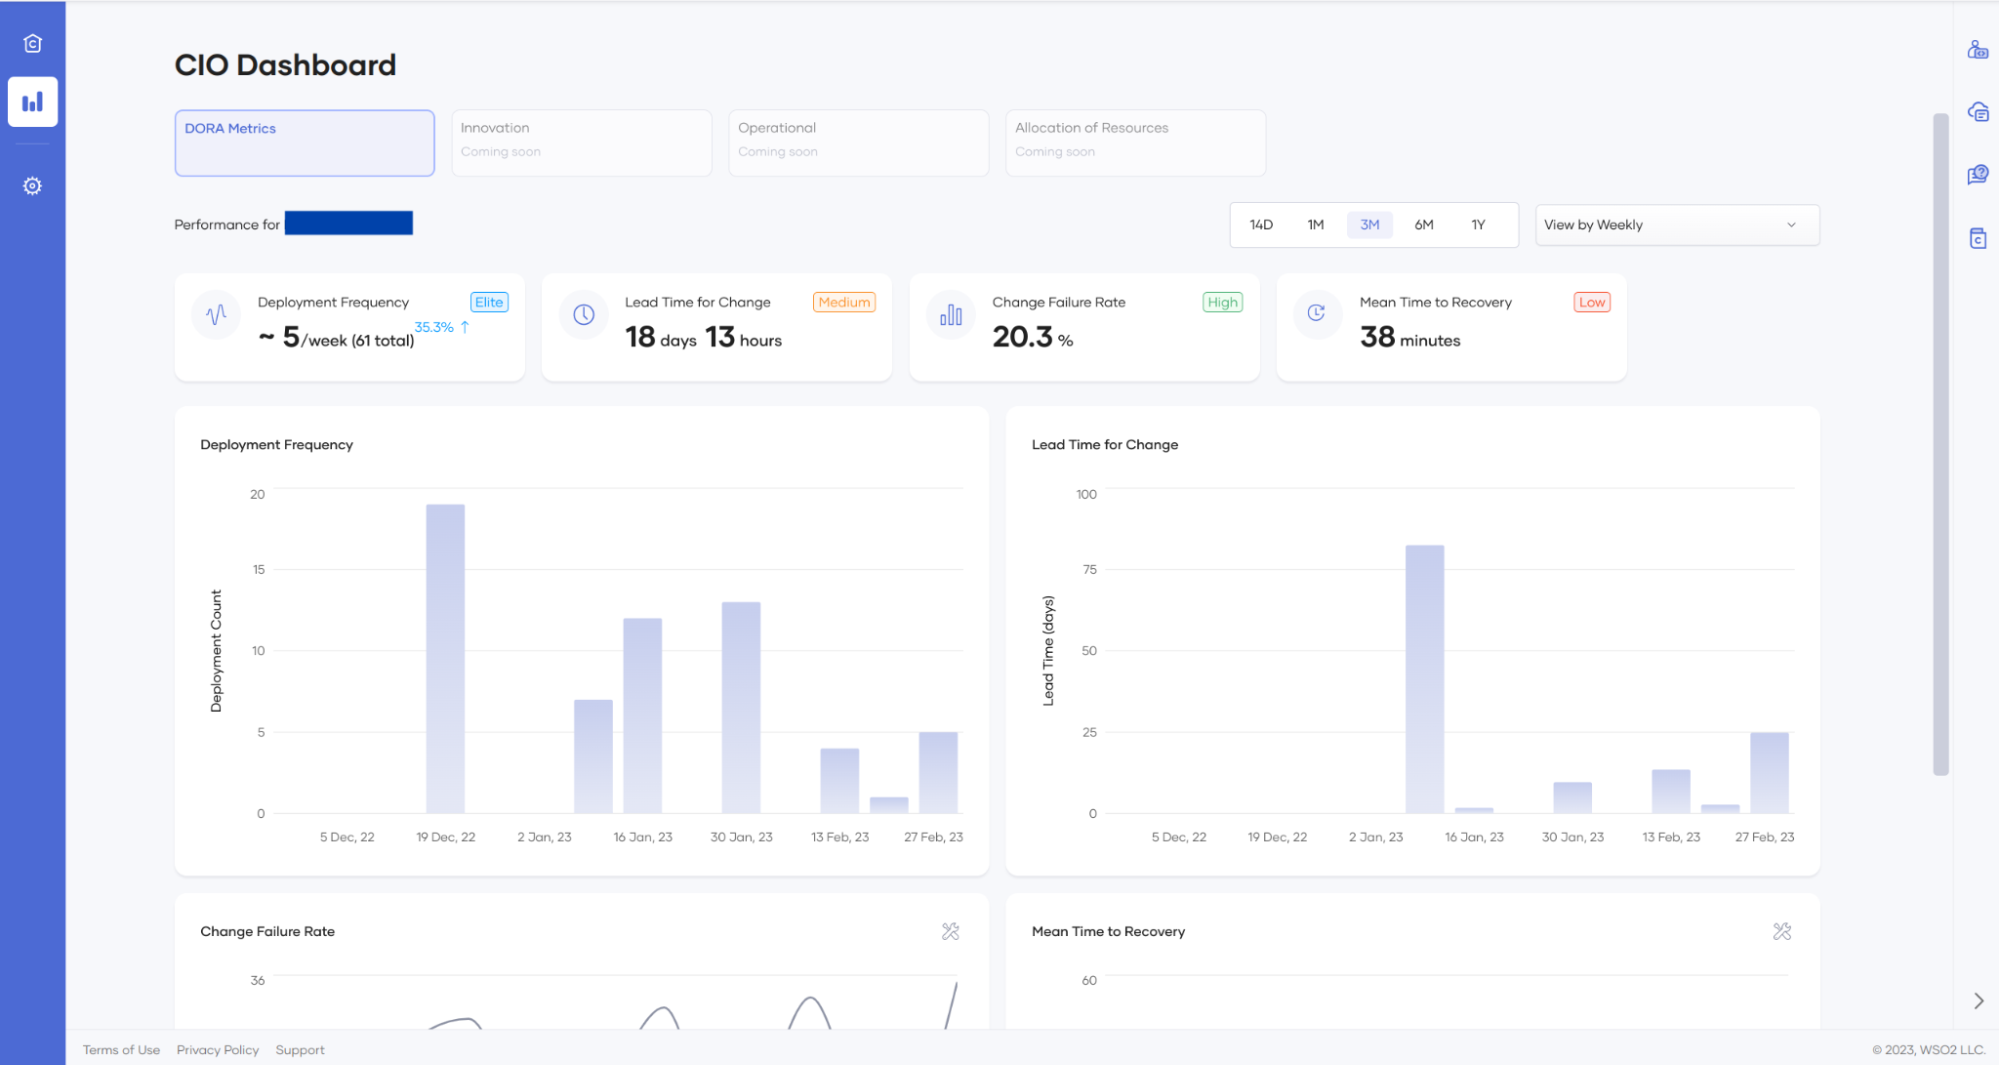 CIO Dashboard
DORA Metrics
Innovation
Coming soon
Operational
Coming soon
Allocation of Resources
Coming soon
Performance for
14D 1M 3M 6M 1Y
View by Weekly
Deployment Frequency Elite
~ 5/week (61 total) 35.3% ↑
Lead Time for Change Medium
18 days 13 hours
Change Failure Rate High
20.3 %
Mean Time to Recovery Low
38 minutes
Deployment Frequency
Deployment Count
20
15
10
5
0
5 Dec, 22 19 Dec, 22 2 Jan, 23 16 Jan, 23 30 Jan, 23 13 Feb, 23 27 Feb, 23
Lead Time for Change
Lead Time (days)
100
75
50
25
0
5 Dec, 22 19 Dec, 22 2 Jan, 23 16 Jan, 23 30 Jan, 23 13 Feb, 23 27 Feb, 23
Change Failure Rate
36
Mean Time to Recovery
60
Terms of Use Privacy Policy Support
© 2023, WSO2 LLC.